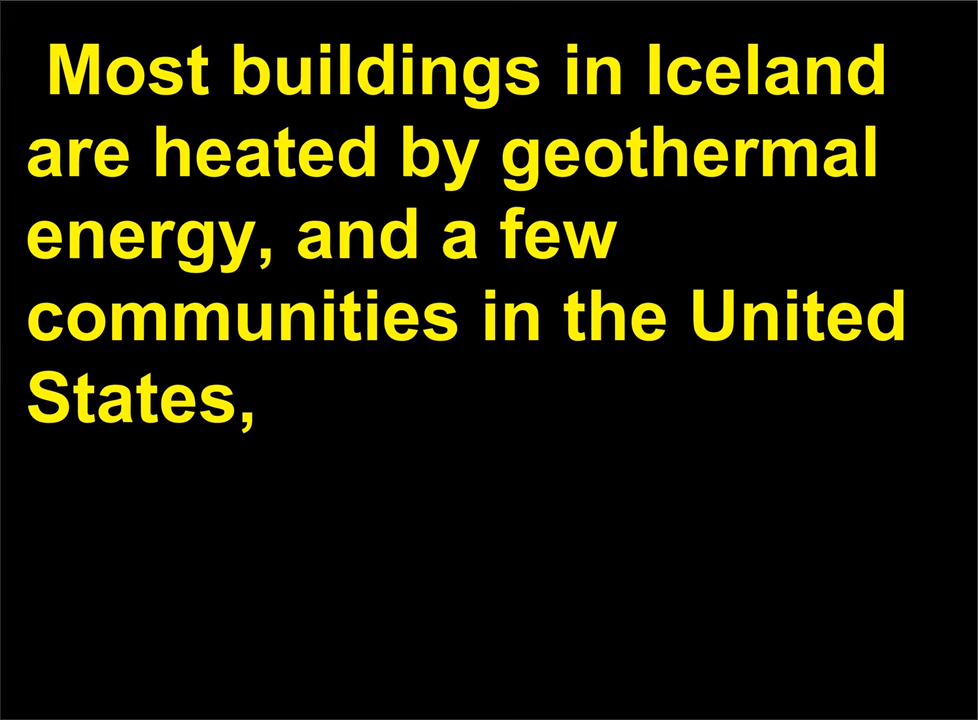 Most buildings in Iceland
are heated by geothermal
energy, and a few
communities in the United
States,